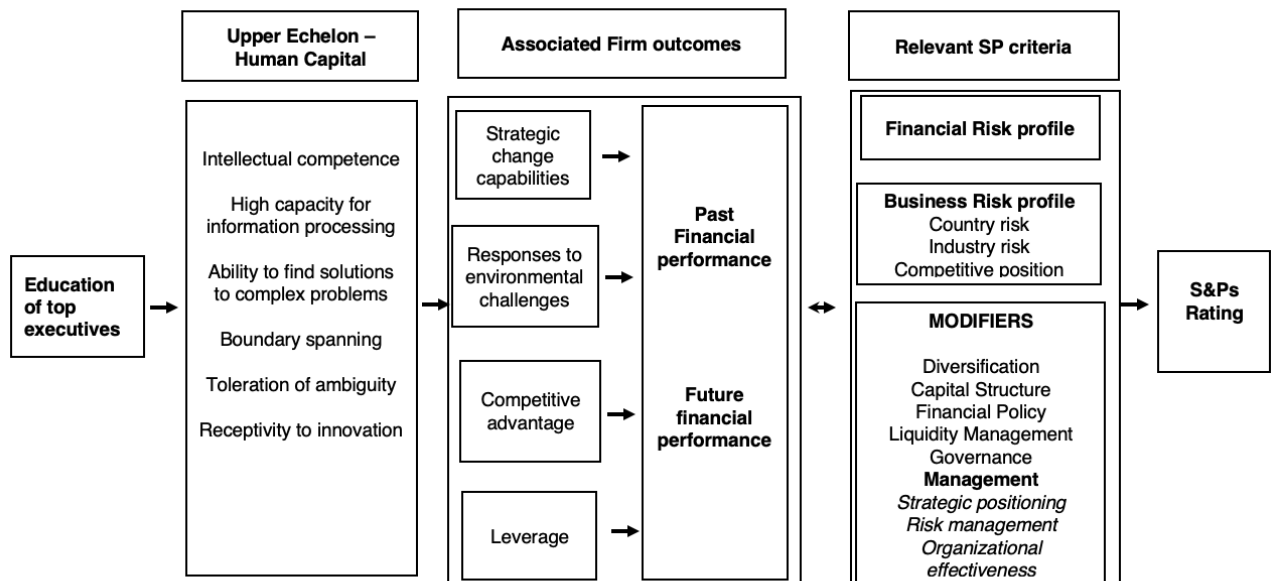 Upper Echelon –
Human Capital
Associated Firm outcomes
Relevant SP criteria
Education
of top
executives
Intellectual competence
High capacity for
information processing
Ability to find solutions
to complex problems
Boundary spanning
Toleration of ambiguity
Receptivity to innovation
Strategic
change
capabilities
Responses to
environmental
challenges
Competitive
advantage
Leverage
Past
Financial
performance
Future
financial
performance
Financial Risk profile
Business Risk profile
Country risk
Industry risk
Competitive position
MODIFIERS
Diversification
Capital Structure
Financial Policy
Liquidity Management
Governance
Management
Strategic positioning
Risk management
Organizational
effectiveness
S&Ps
Rating